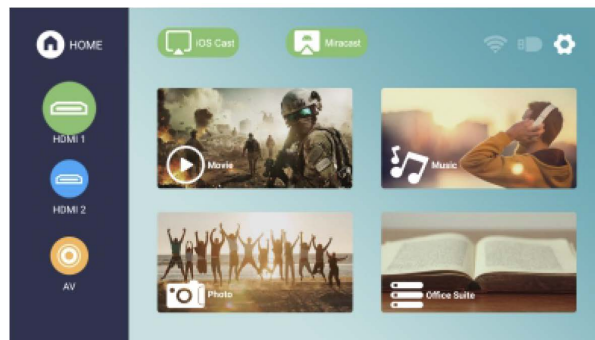 HOME
iOS Cast
Miracast
HDMI 1
HDMI 2
AV
Movie
Music
Photo
Office Suite